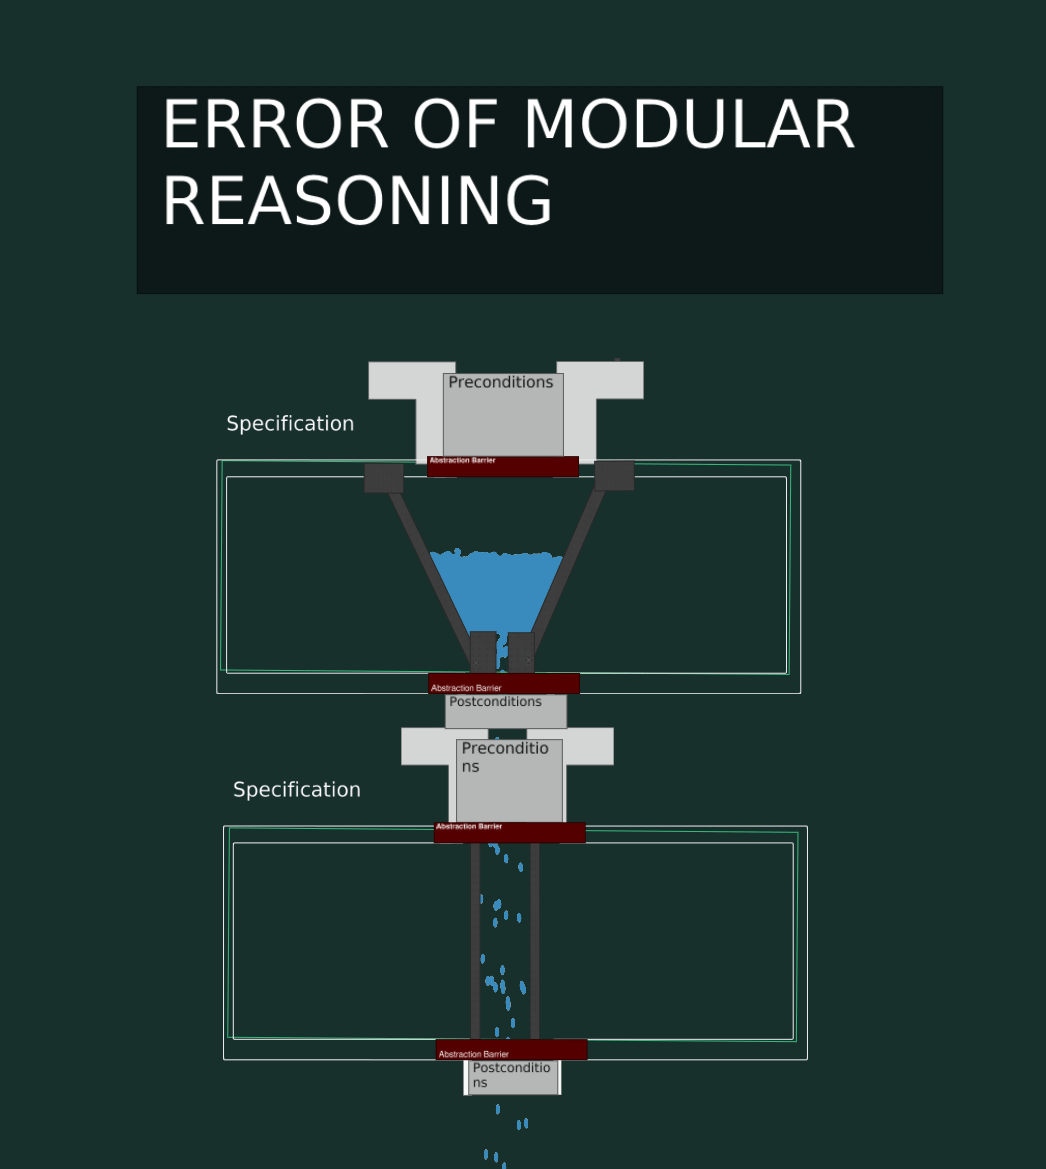 ERROR OF MODULAR
REASONING
Preconditions
Specification
Abstraction Barrier
Abstraction Barrier
Postconditions
Preconditio
ns
Specification
Abstraction Barrier
Abstraction Barrier
Postconditio
ns